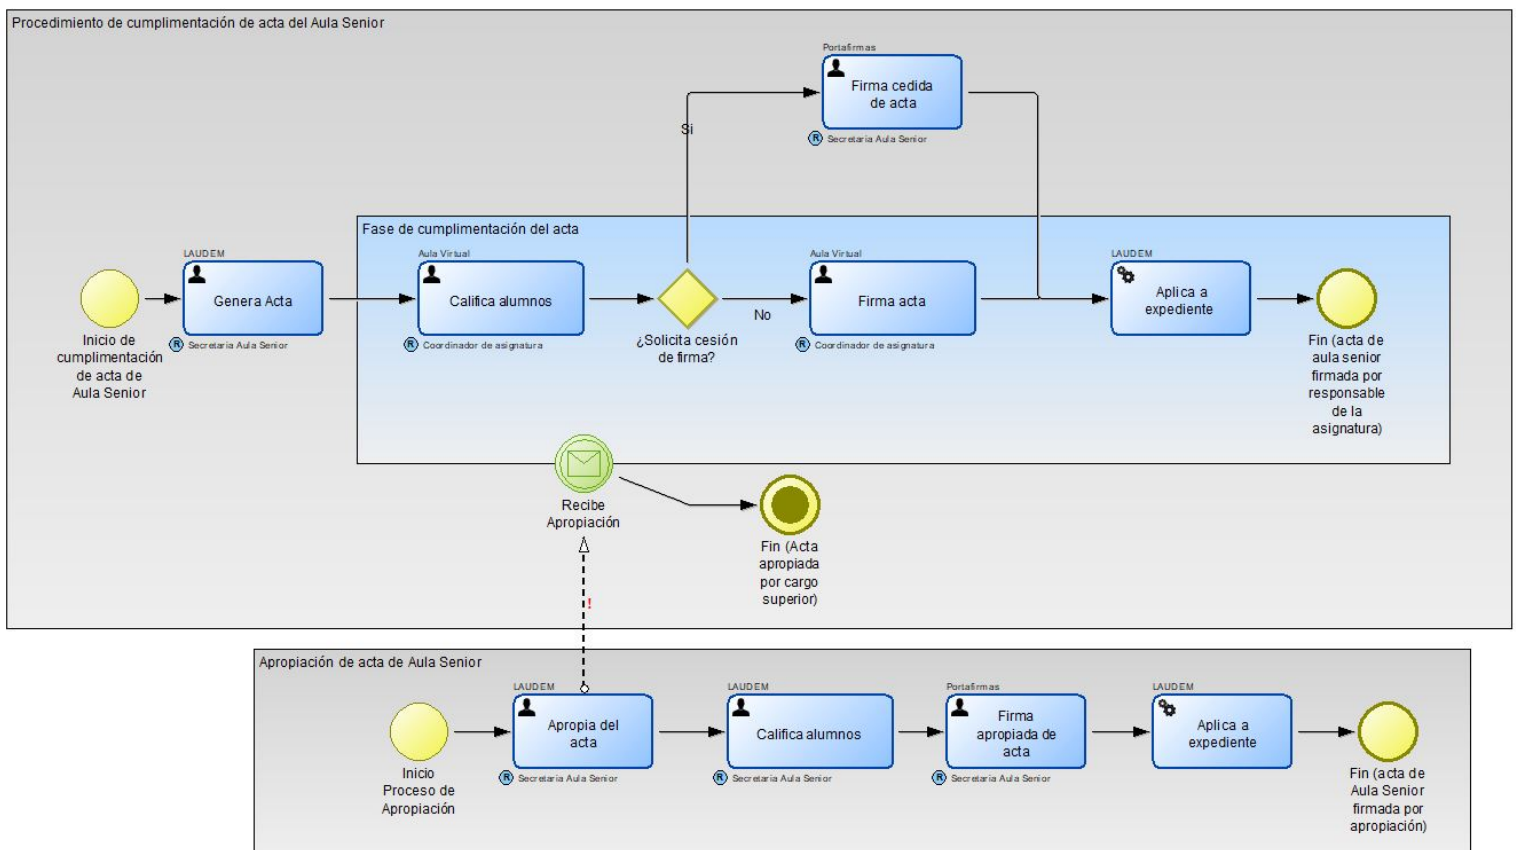 Procedimiento de cumplimentación de acta del Aula Senior
Portafirmas
Firma cedida
de acta
Secretaria Aula Senior
Si
Fase de cumplimentación del acta
LAUDEM
Genera Acta
Secretaria Aula Senior
Aula Virtual
Califica alumnos
Coordinador de asignatura
Aula Virtual
Firma acta
Coordinador de asignatura
LAUDEM
Aplica a
expediente
Inicio de
cumplimentación
de acta de
Aula Senior
¿Solicita cesión
de firma?
No
Fin (acta de
aula senior
firmada por
responsable
de la
asignatura)
Recibe
Apropiación
Fin (Acta
apropiada
por cargo
superior)
!
Apropiación de acta de Aula Senior
Inicio
Proceso de
Apropiación
LAUDEM
Apropia del
acta
Secretaria Aula Senior
LAUDEM
Califica alumnos
Secretaria Aula Senior
Portafirmas
Firma
apropiada de
acta
Secretaria Aula Senior
LAUDEM
Aplica a
expediente
Fin (acta de
Aula Senior
firmada por
apropiación)
R
R
R
R
R
R
R